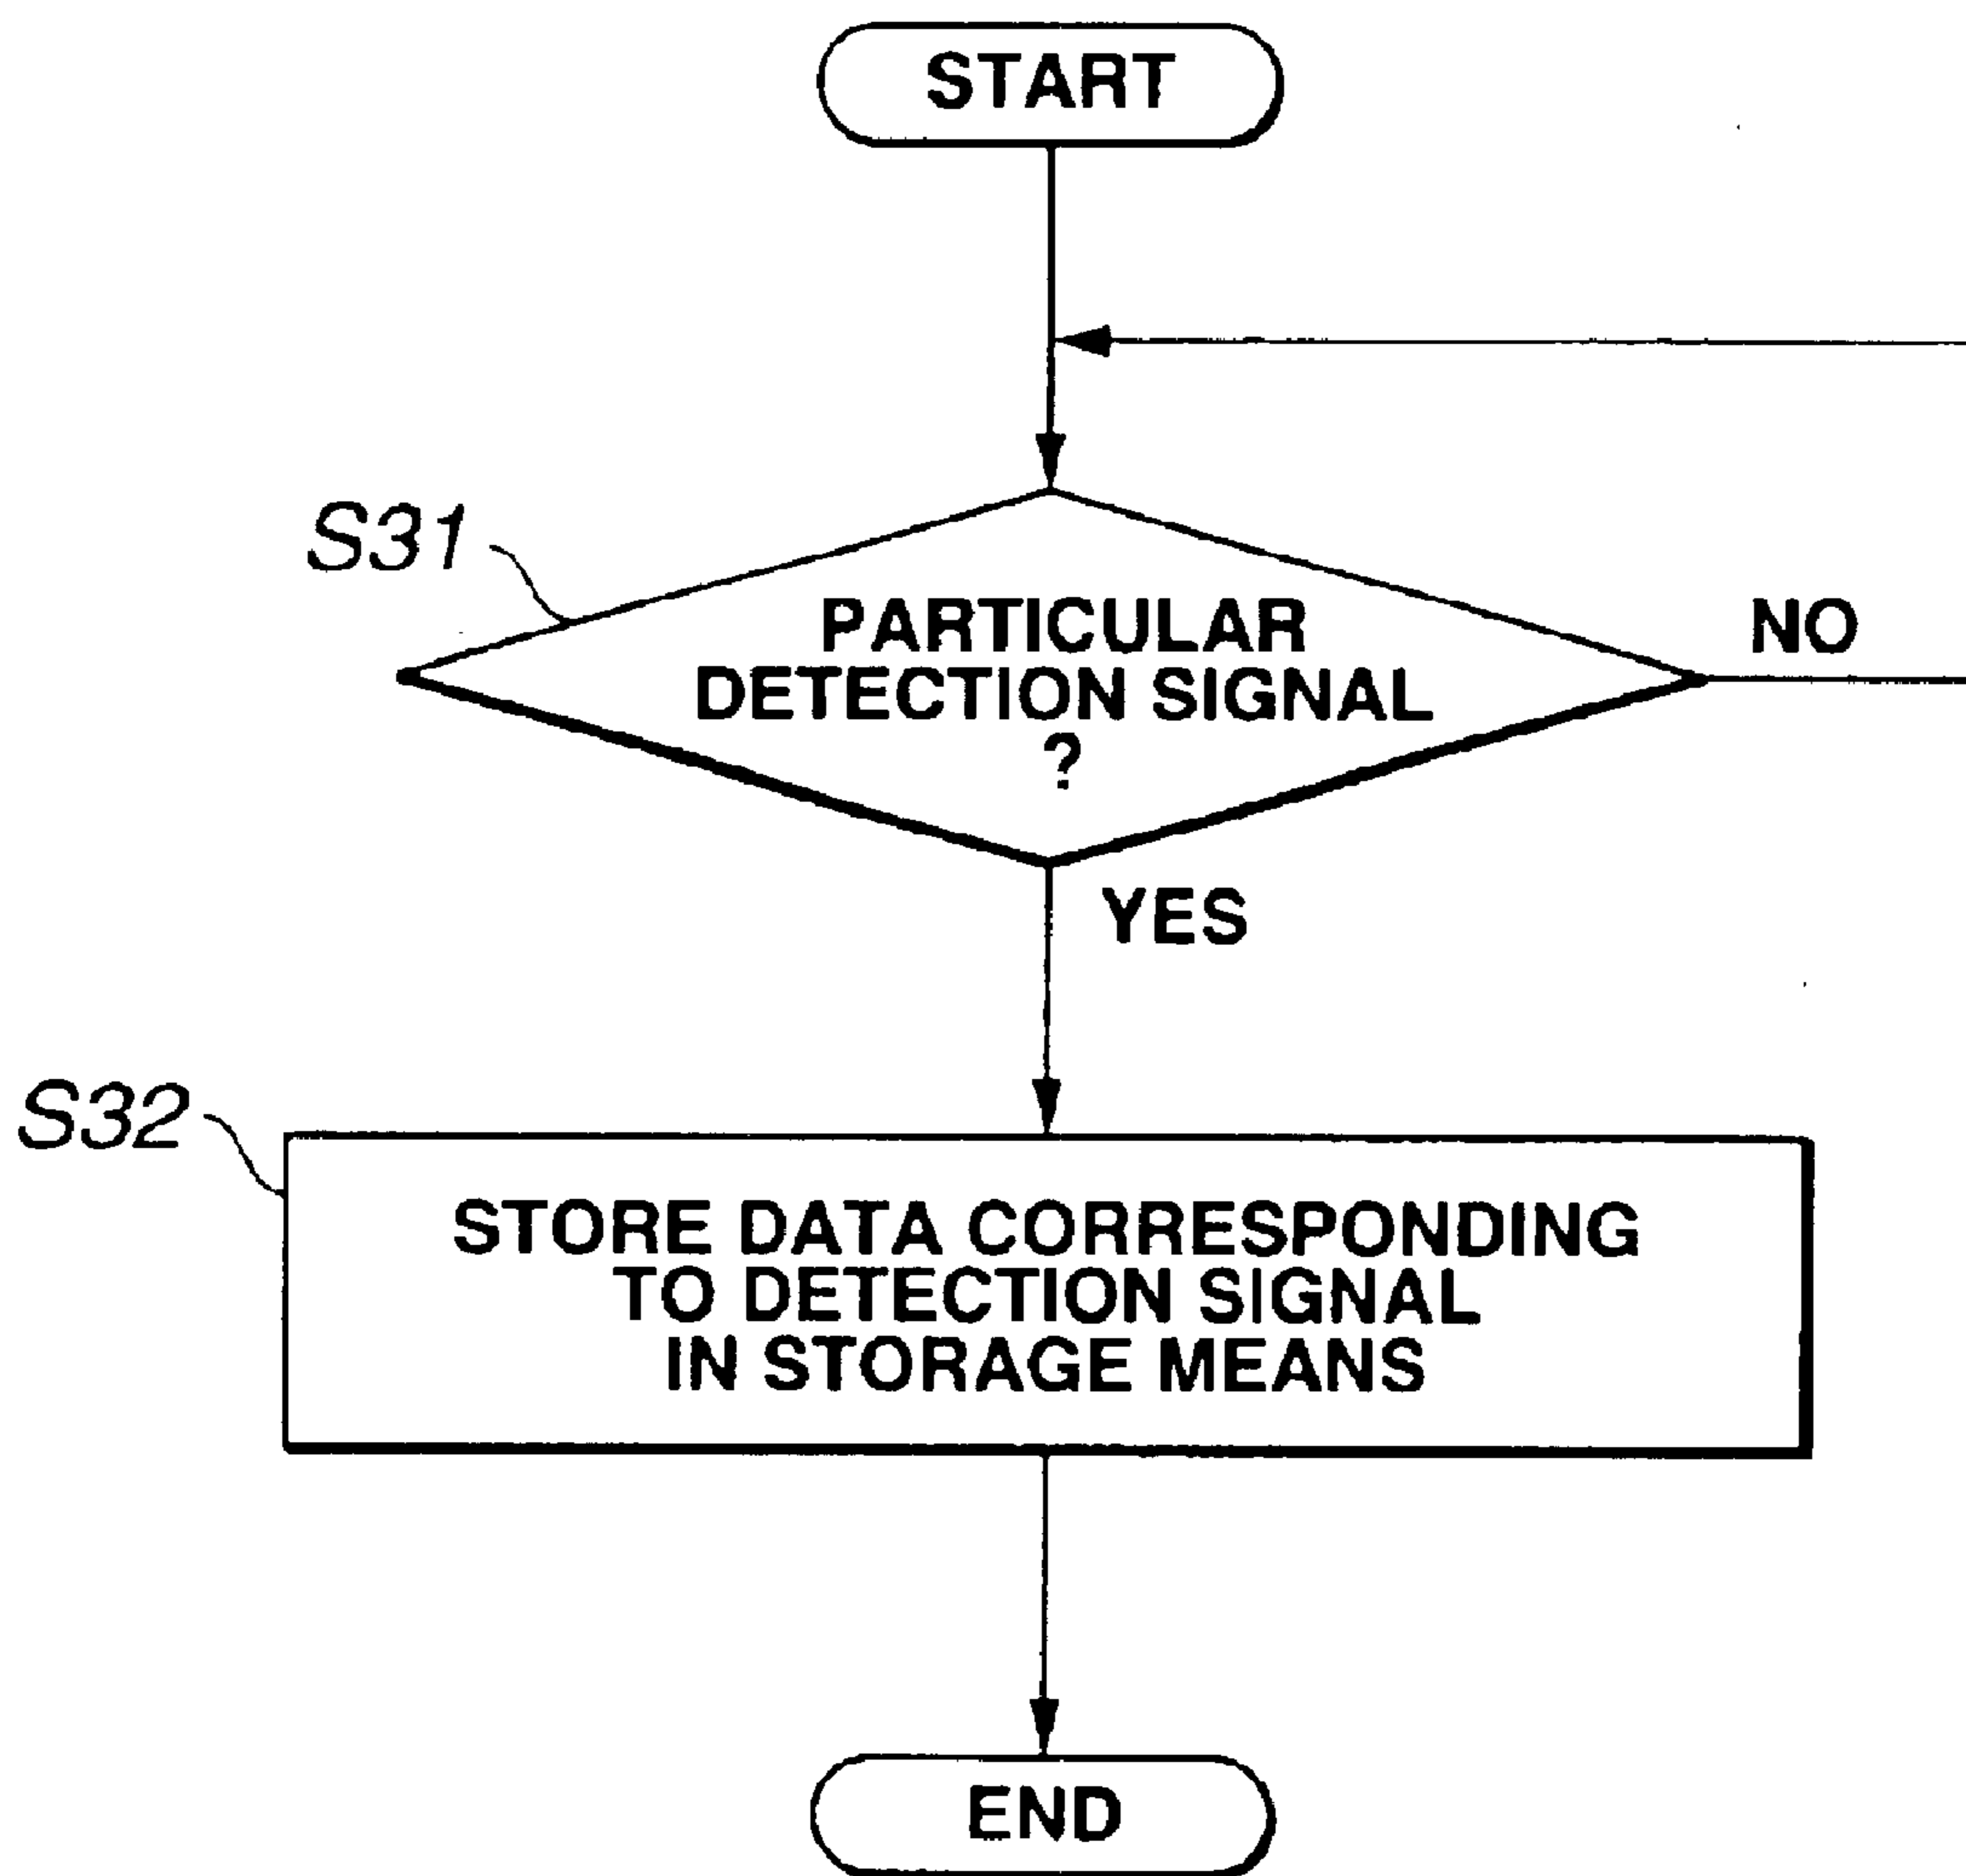 START
S31
PARTICULAR
DETECTION SIGNAL
?
NO
YES
S32
STORE DATA CORRESPONDING
TO DETECTION SIGNAL
IN STORAGE MEANS
END